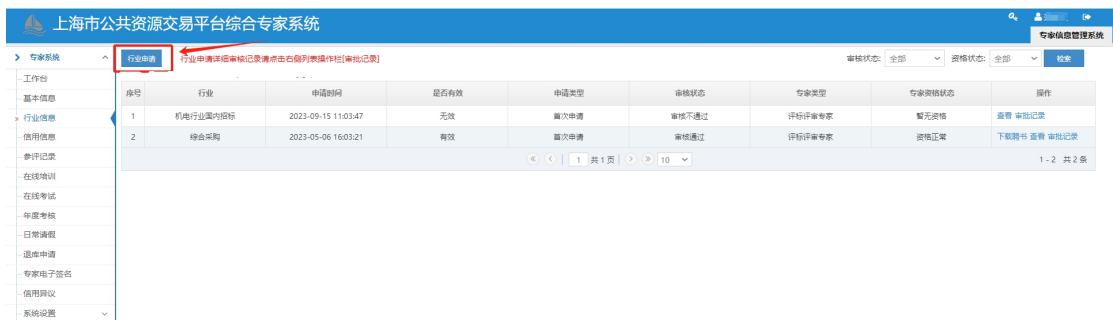 上海市公共资源交易平台综合专家系统
专家信息管理系统
专家系统
行业申请 行业申请详细审核记录请点击右侧列表操作栏[审批记录] 审核状态: 全部 资格状态: 全部 检索
工作台
基本信息
行业信息
信用信息
参评记录
在线培训
在线考试
年度考核
日常请假
退库申请
专家电子签名
信用异议
系统设置
序号 行业 申请时间 是否有效 申请类型 审核状态 专家类型 专家资格状态 操作
1 机电行业国内招标 2023-09-15 11:03:47 无效 首次申请 审核不通过 评标评审专家 暂无资格 查看 审批记录
2 综合采购 2023-05-06 16:03:21 有效 首次申请 审核通过 评标评审专家 资格正常 下载聘书 查看 审批记录
1 共1页 10 1 - 2 共2条